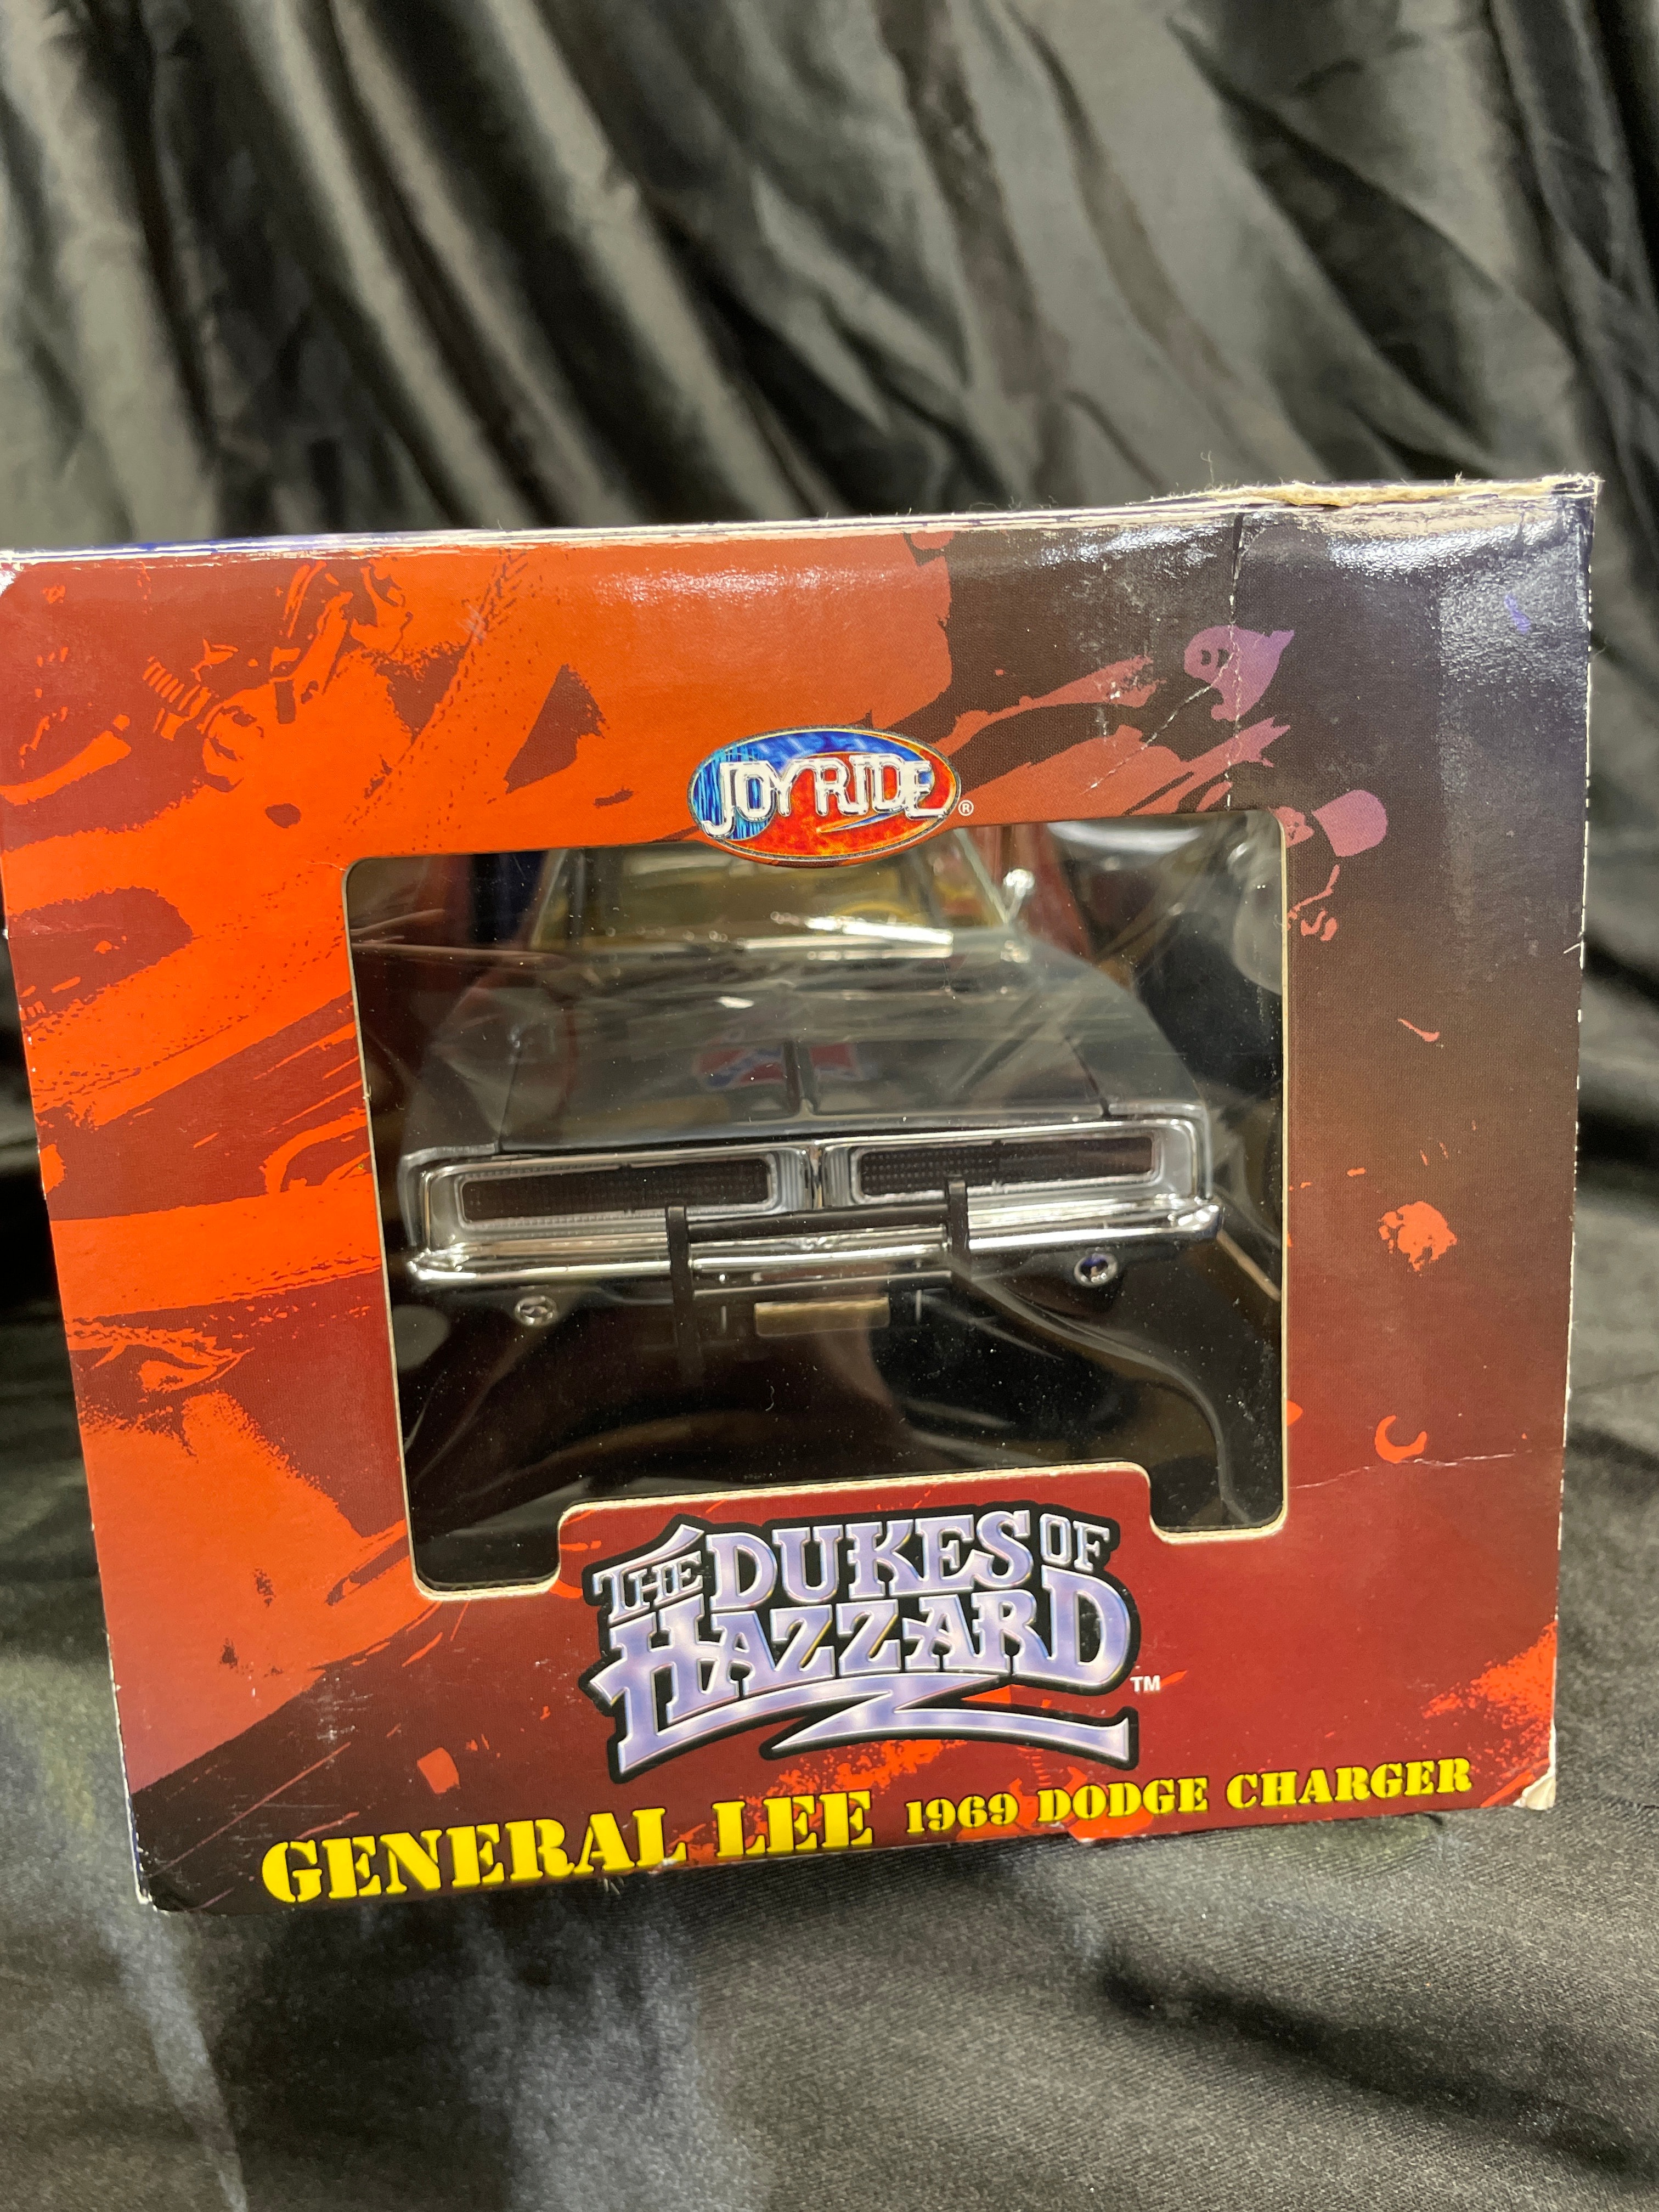 JOYRIDE®
THE DUKES OF
HAZZARD™
GENERAL LEE 1969 DODGE CHARGER